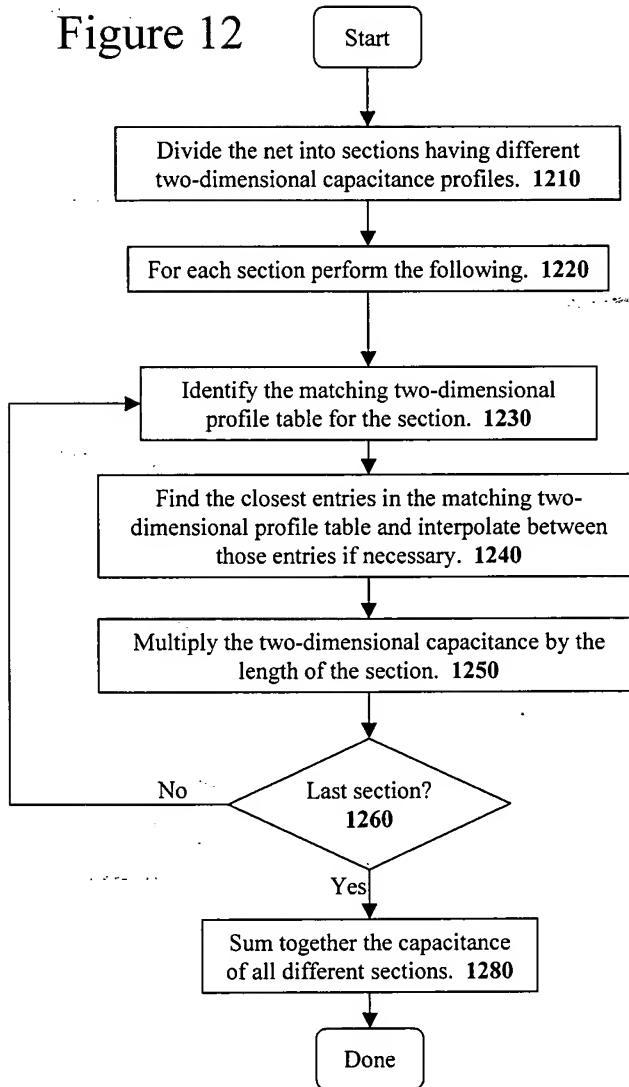 Figure 12
Start
Divide the net into sections having different
two-dimensional capacitance profiles. 1210
For each section perform the following. 1220
Identify the matching two-dimensional
profile table for the section. 1230
Find the closest entries in the matching two-
dimensional profile table and interpolate between
those entries if necessary. 1240
Multiply the two-dimensional capacitance by the
length of the section. 1250
No
Last section?
1260
Yes
Sum together the capacitance
of all different sections. 1280
Done